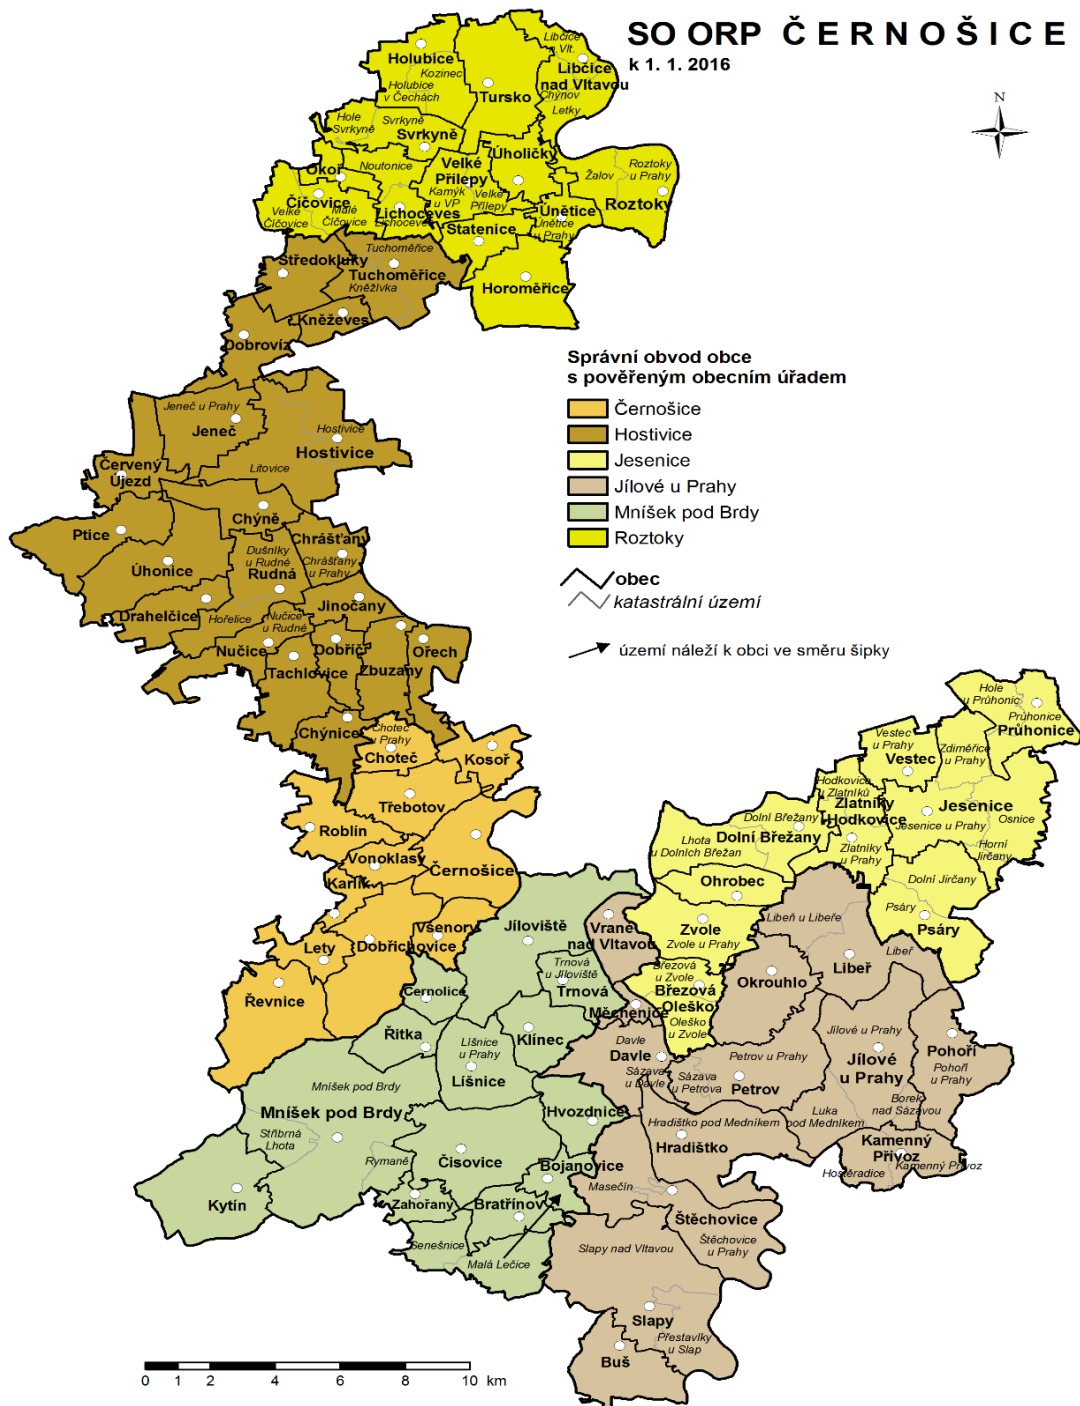 SO ORP ČERNOŠICE
k 1. 1. 2016
N
Libčice
n. Vlt.
Holubice
Kozinec
Holubice
v Čechách
Libčice
nad Vltavou
Tursko
Chýnov
Letky
Hole
Svrkyně
Svrkyně
Svrkyně
Úholičky
Velké
Přílepy
Noutonice
Okoř
Kamýk
u VP
Velké
Přílepy
Žalov
Roztoky
u Prahy
Roztoky
Číčovice
Velké
Číčovice
Malé
Číčovice
Lichoceves
Lichoceves
Únětice
Únětice
u Prahy
Statenice
Horoměřice
Středokluky
Tuchoměřice
Tuchoměřice
Kněžívka
Kněževes
Dobrovíz
Správní obvod obce
s pověřeným obecním úřadem
Černošice
Hostivice
Jesenice
Jílové u Prahy
Mníšek pod Brdy
Roztoky
obec
katastrální území
území náleží k obci ve směru šipky
Jeneč u Prahy
Jeneč
Hostivice
Hostivice
Litovice
Červený
Újezd
Chýně
Ptice
Chrášťany
Chrášťany
u Prahy
Dušníky
u Rudné
Rudná
Úhonice
Drahelčice
Hořelice
Nučice
u Rudné
Jinočany
Nučice
Dobříč
Ořech
Tachlovice
Zbuzany
Chýnice
Choteč
u Prahy
Choteč
Kosoř
Třebotov
Roblín
Vonoklasy
Černošice
Karlík
Všenory
Dobřichovice
Lety
Řevnice
Hole
u Průhonic
Průhonice
Průhonice
Vestec
u Prahy
Vestec
Zdiměřice
u Prahy
Hodkovice
u Zlatníků
Zlatníky
-Hodkovice
Zlatníky
u Prahy
Jesenice
Jesenice u Prahy
Osnice
Horní
Jirčany
Dolní Břežany
Dolní Břežany
Lhota
u Dolních Břežan
Dolní Jirčany
Psáry
Psáry
Ohrobec
Zvole
Zvole u Prahy
Březová
u Zvole
Březová
-Oleško
Oleško
u Zvole
Jíloviště
Trnová
u Jíloviště
Trnová
Černolice
Klínec
Řitka
Líšnice
u Prahy
Líšnice
Mníšek pod Brdy
Mníšek pod Brdy
Stříbrná
Lhota
Rymaně
Kytín
Čisovice
Hvozdnice
Bojanovice
Zahořany
Bratřínov
Senešnice
Malá Lečice
Vrané
nad Vltavou
Libeň u Libeře
Libeř
Libeř
Okrouhlo
Měchenice
Davle
Davle
Sázava
u Davle
Petrov u Prahy
Sázava
u Petrova
Petrov
Jílové u Prahy
Jílové
u Prahy
Pohoří
Pohoří
u Prahy
Borek
nad Sázavou
Luka
pod Medníkem
Hradištko pod Medníkem
Hradištko
Kamenný
Přívoz
Kamenný Přívoz
Hostěradice
Masečín
Štěchovice
Štěchovice
u Prahy
Slapy nad Vltavou
Slapy
Přestavlky
u Slap
Buš
0 1 2 4 6 8 10 km